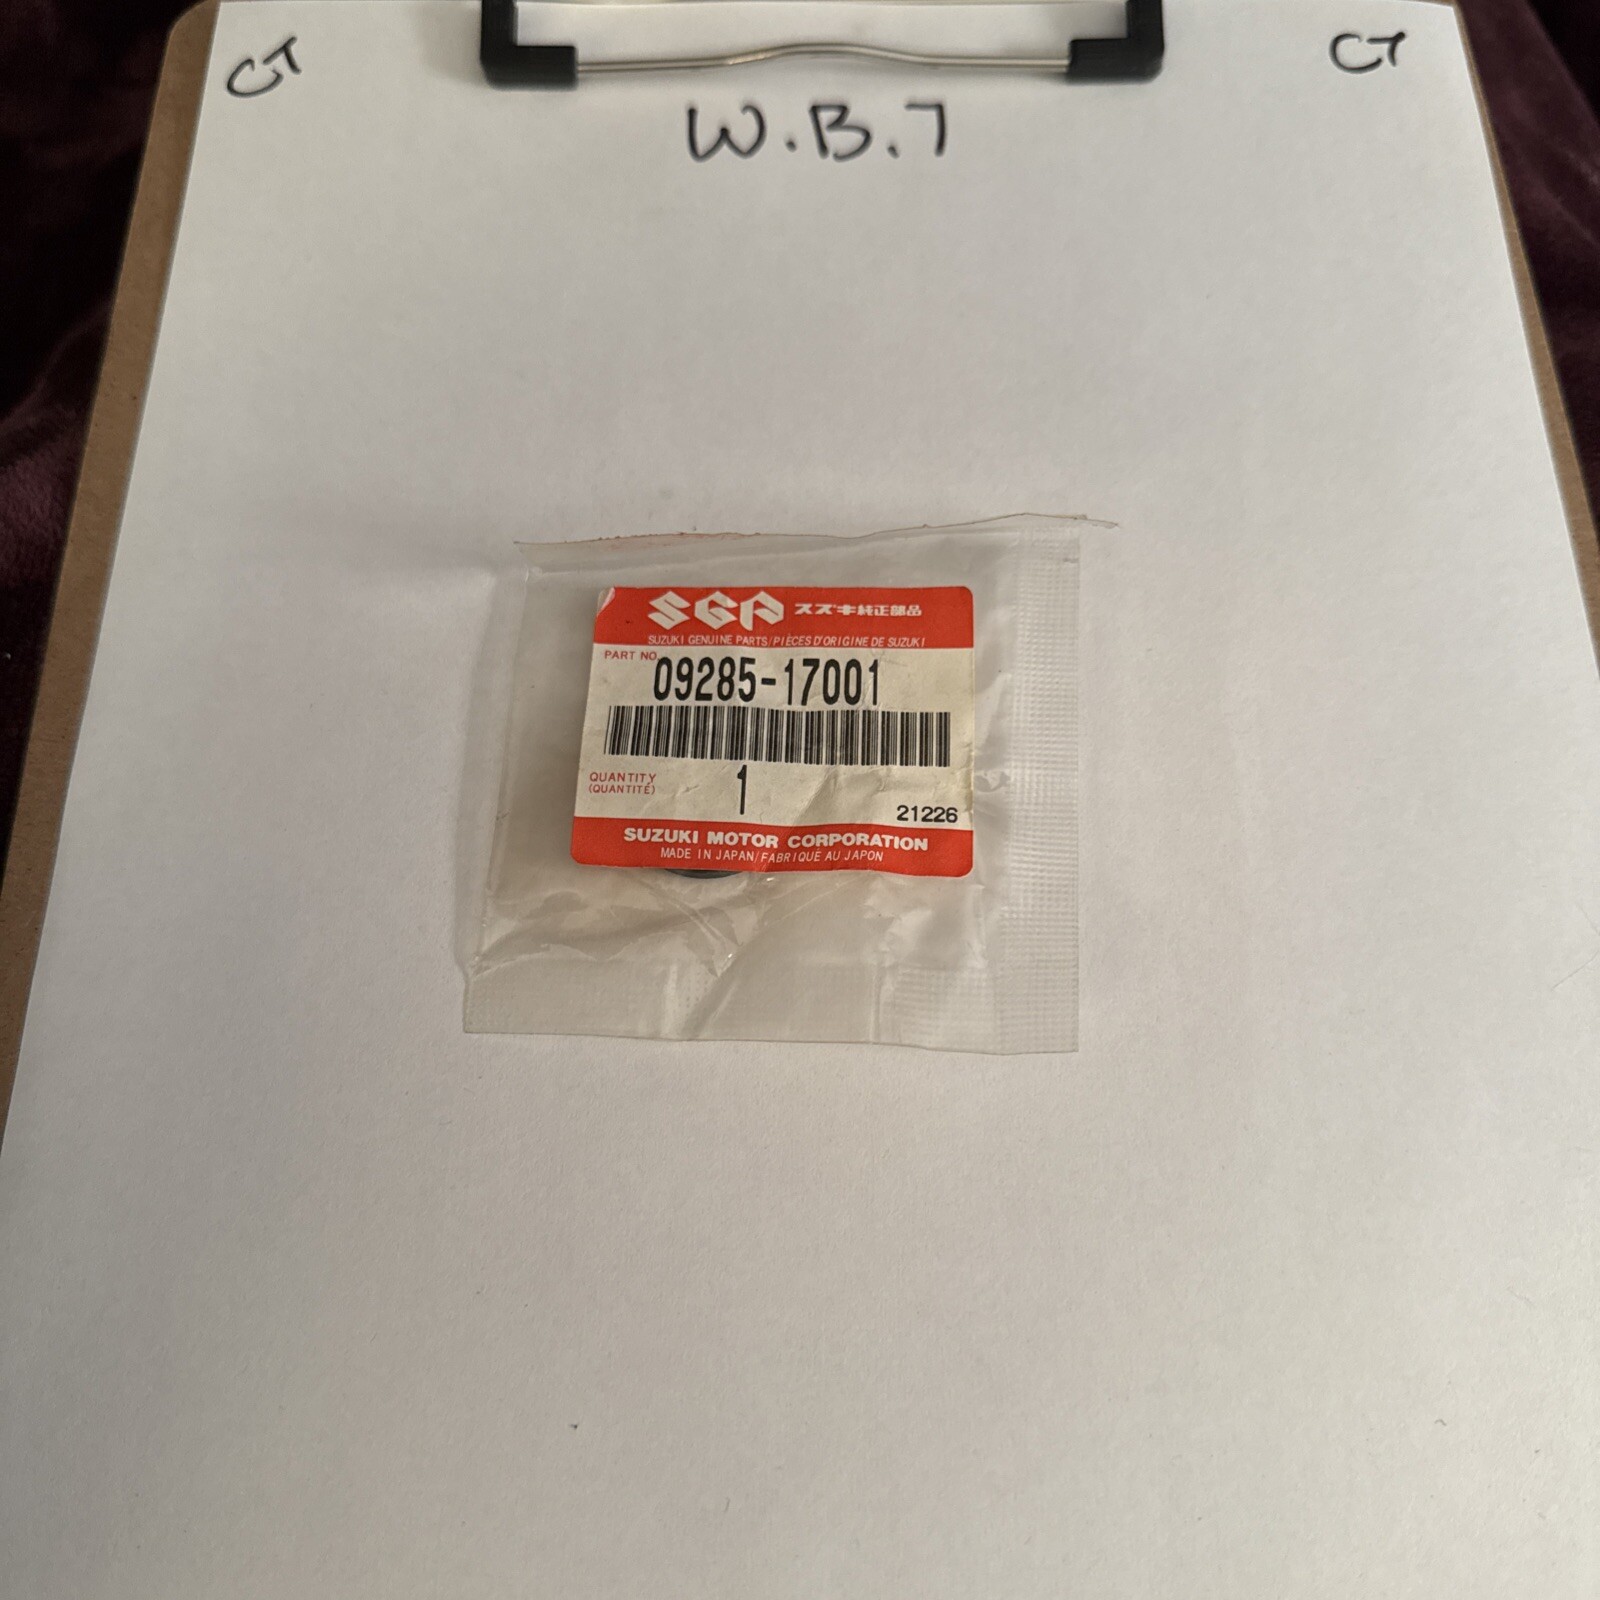 CT
CT
W.B.7
SGP スズキ純正部品
SUZUKI GENUINE PARTS/PIÈCES D'ORIGINE DE SUZUKI
PART NO.
09285-17001
QUANTITY
(QUANTITÉ)
1
21226
SUZUKI MOTOR CORPORATION
MADE IN JAPAN/FABRIQUÉ AU JAPON